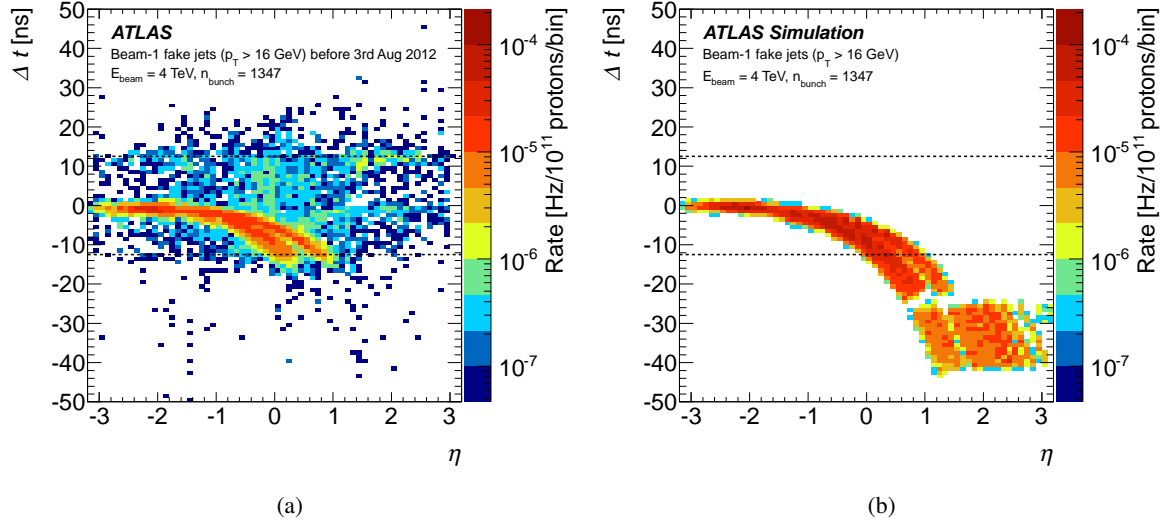 ATLAS
Beam-1 fake jets (p_T > 16 GeV) before 3rd Aug 2012
E_beam = 4 TeV, n_bunch = 1347
Δ t [ns]
50
40
30
20
10
0
-10
-20
-30
-40
-50
-3 -2 -1 0 1 2 3
η
10^-4
10^-5
10^-6
10^-7
Rate [Hz/10^11 protons/bin]
(a)
ATLAS Simulation
Beam-1 fake jets (p_T > 16 GeV)
E_beam = 4 TeV, n_bunch = 1347
Δ t [ns]
50
40
30
20
10
0
-10
-20
-30
-40
-50
-3 -2 -1 0 1 2 3
η
10^-4
10^-5
10^-6
10^-7
Rate [Hz/10^11 protons/bin]
(b)